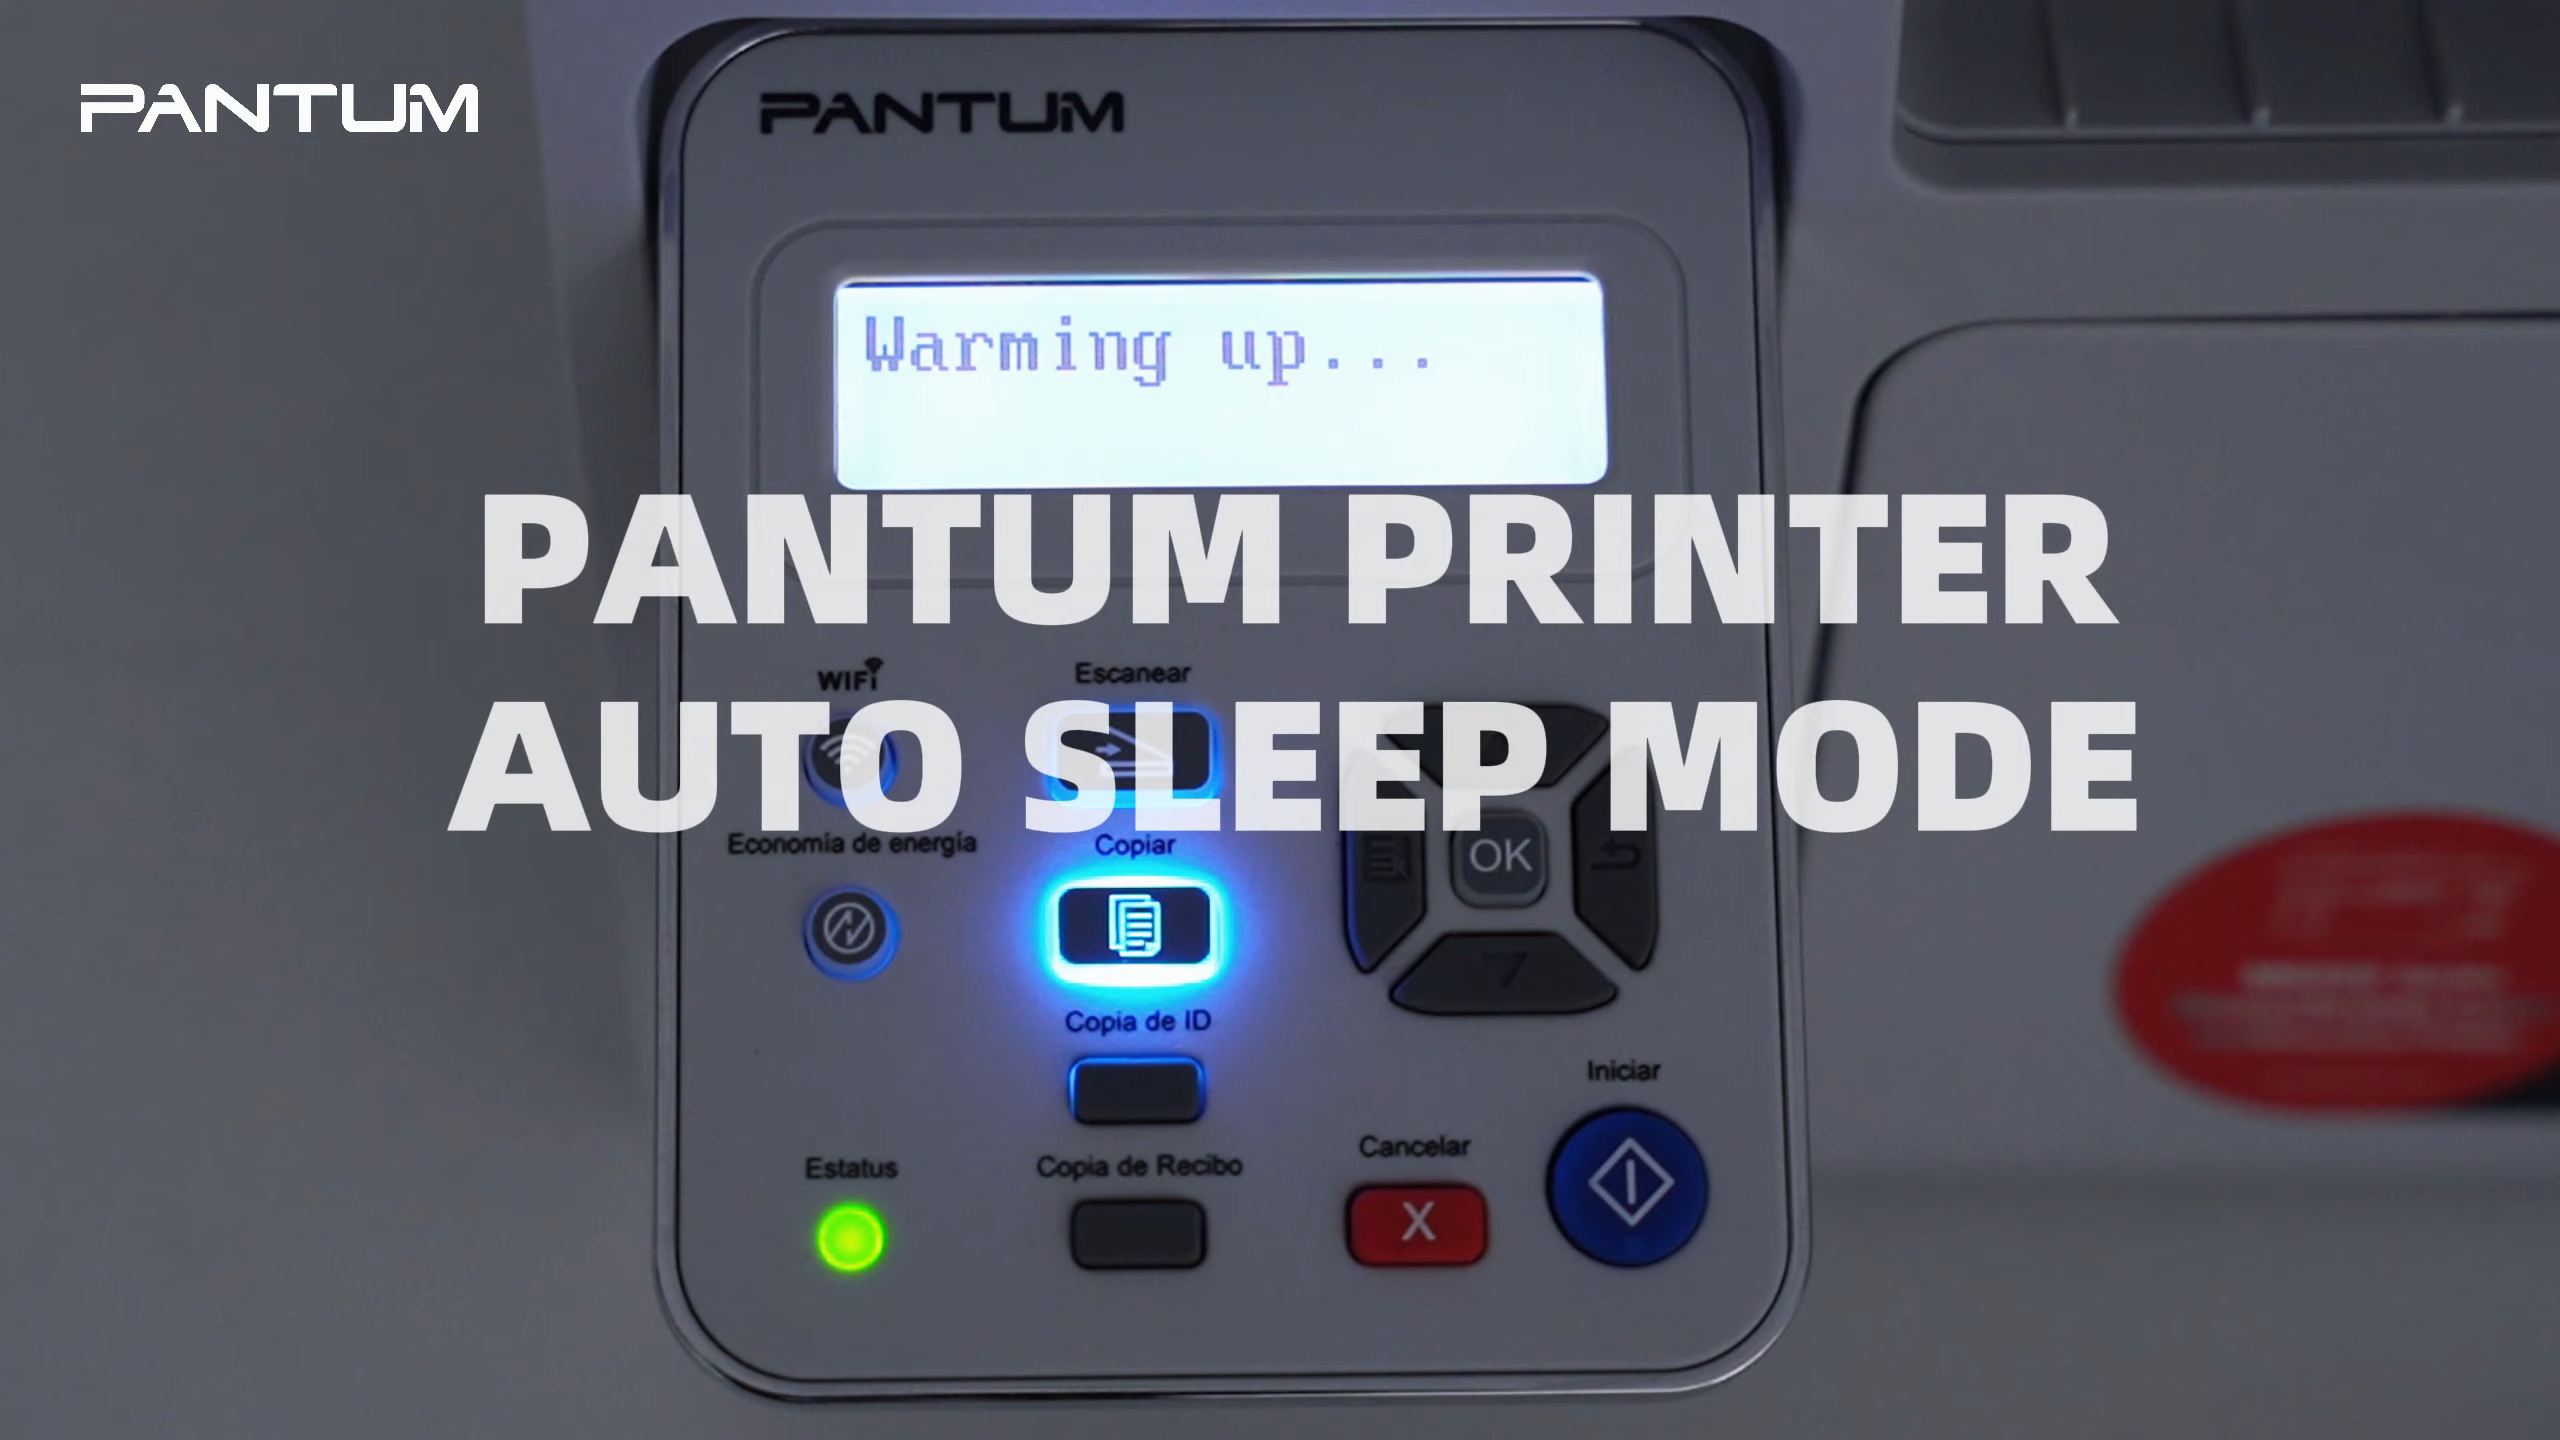 PANTUM
PANTUM
Warming up...
PANTUM PRINTER
AUTO SLEEP MODE
WIFI
Escanear
Economía de energía
Copiar
OK
Copia de ID
Iniciar
Estatus
Copia de Recibo
Cancelar
X